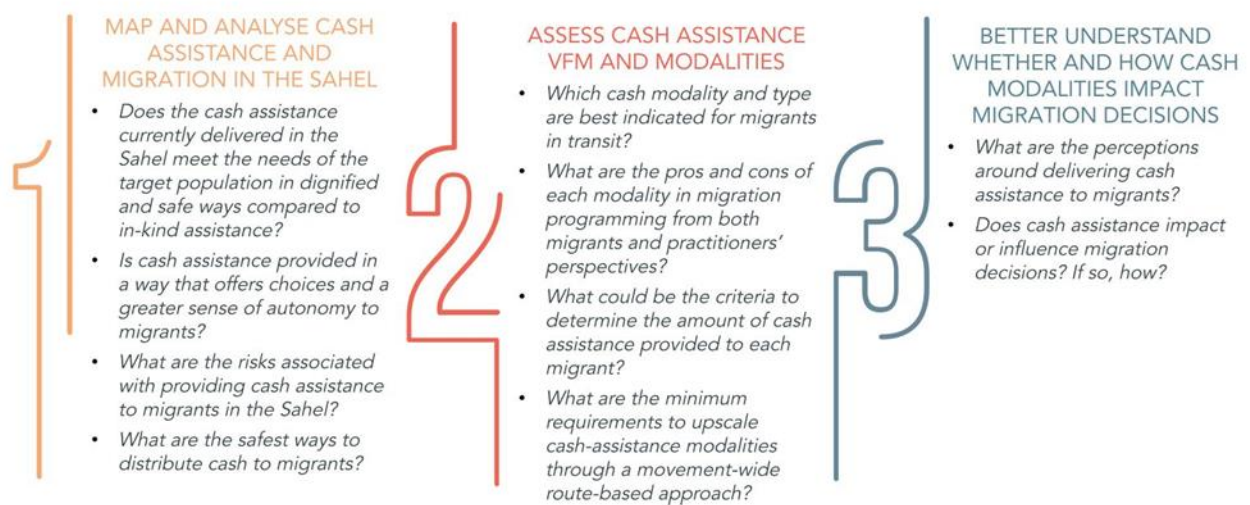 1
MAP AND ANALYSE CASH
ASSISTANCE AND
MIGRATION IN THE SAHEL
• Does the cash assistance
currently delivered in the
Sahel meet the needs of the
target population in dignified
and safe ways compared to
in-kind assistance?
• Is cash assistance provided in
a way that offers choices and a
greater sense of autonomy to
migrants?
• What are the risks associated
with providing cash assistance
to migrants in the Sahel?
• What are the safest ways to
distribute cash to migrants?
2
ASSESS CASH ASSISTANCE
VFM AND MODALITIES
• Which cash modality and type
are best indicated for migrants
in transit?
• What are the pros and cons of
each modality in migration
programming from both
migrants and practitioners’
perspectives?
• What could be the criteria to
determine the amount of cash
assistance provided to each
migrant?
• What are the minimum
requirements to upscale
cash-assistance modalities
through a movement-wide
route-based approach?
3
BETTER UNDERSTAND
WHETHER AND HOW CASH
MODALITIES IMPACT
MIGRATION DECISIONS
• What are the perceptions
around delivering cash
assistance to migrants?
• Does cash assistance impact
or influence migration
decisions? If so, how?